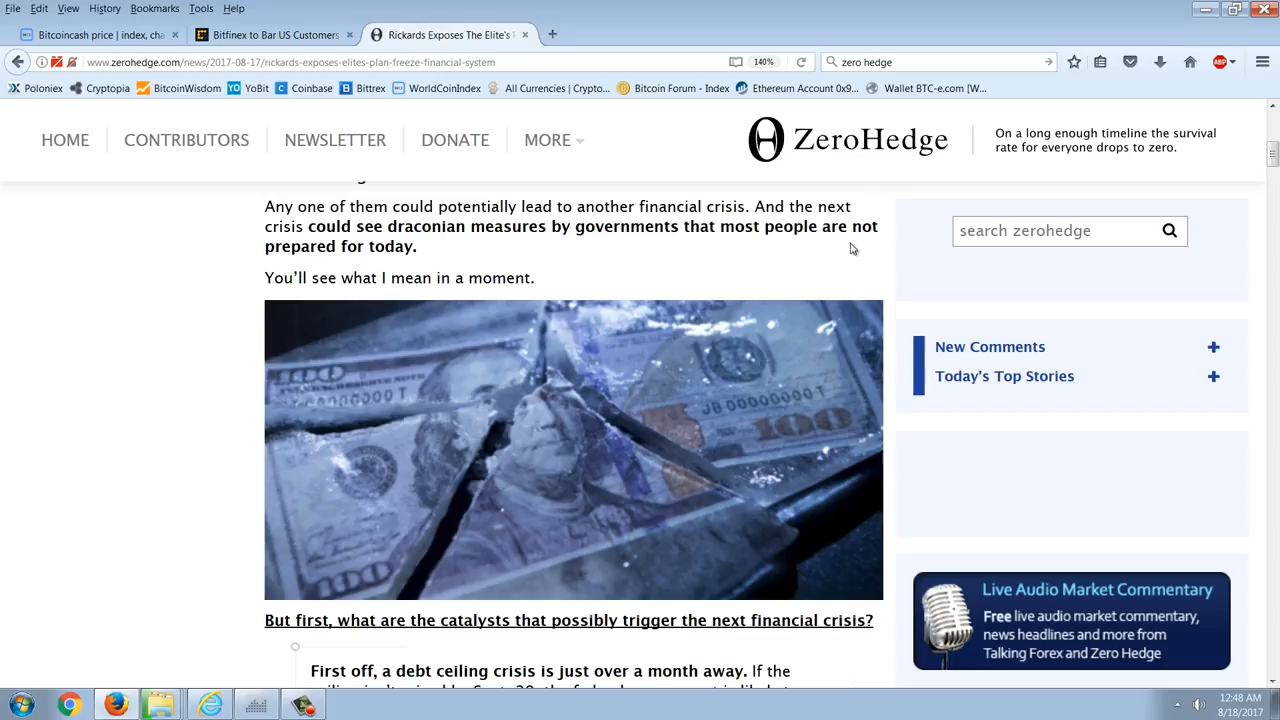 File Edit View History Bookmarks Tools Help
Bitcoincash price | index, cha
Bitfinex to Bar US Customers
Rickards Exposes The Elite's
www.zerohedge.com/news/2017-08-17/rickards-exposes-elites-plan-freeze-financial-system
140%
zero hedge
ABP
Poloniex Cryptopia BitcoinWisdom YO YoBit Coinbase Bittrex WorldCoinIndex All Currencies (Crypto... Bitcoin Forum - Index Ethereum Account 0x9... Wallet BTC-e.com [W...
HOME CONTRIBUTORS NEWSLETTER DONATE MORE
ZeroHedge
On a long enough timeline the survival
rate for everyone drops to zero.
Any one of them could potentially lead to another financial crisis. And the next
crisis could see draconian measures by governments that most people are not
prepared for today.
You'll see what I mean in a moment.
100
JB 00000000 T
100
100
But first, what are the catalysts that possibly trigger the next financial crisis?
First off, a debt ceiling crisis is just over a month away. If the
search zerohedge
New Comments
Today's Top Stories
Live Audio Market Commentary
Free live audio market commentary,
news headlines and more from
Talking Forex and Zero Hedge
12:48 AM
8/18/2017